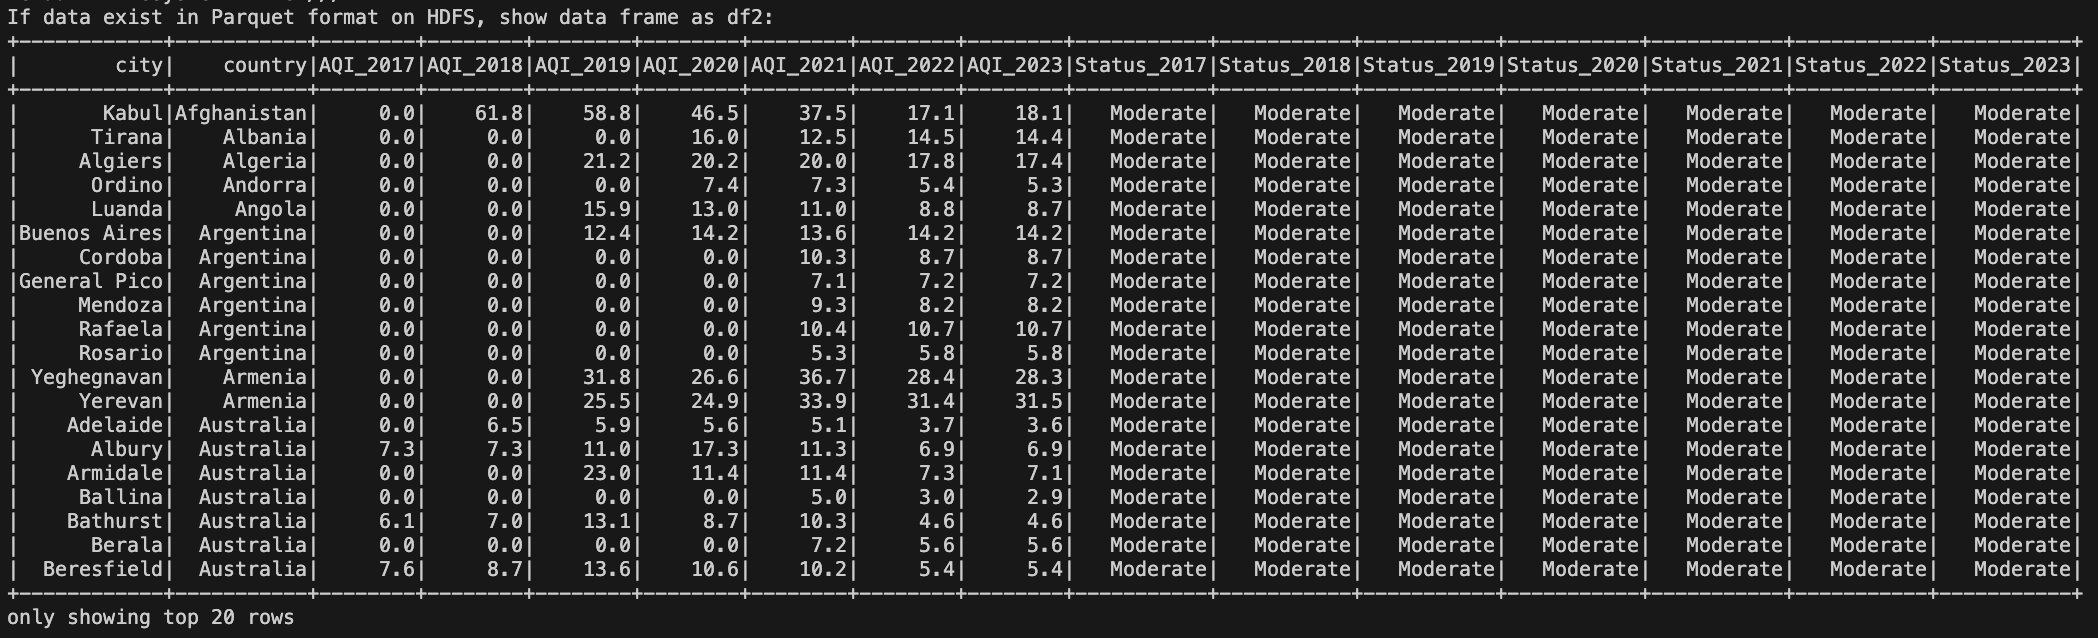 If data exist in Parquet format on HDFS, show data frame as df2:
+------------+-----------+--------+--------+--------+--------+--------+--------+--------+-----------+-----------+-----------+-----------+-----------+-----------+-----------+
|        city|    country|AQI_2017|AQI_2018|AQI_2019|AQI_2020|AQI_2021|AQI_2022|AQI_2023|Status_2017|Status_2018|Status_2019|Status_2020|Status_2021|Status_2022|Status_2023|
+------------+-----------+--------+--------+--------+--------+--------+--------+--------+-----------+-----------+-----------+-----------+-----------+-----------+-----------+
|       Kabul|Afghanistan|     0.0|    61.8|    58.8|    46.5|    37.5|    17.1|    18.1|   Moderate|   Moderate|   Moderate|   Moderate|   Moderate|   Moderate|   Moderate|
|      Tirana|    Albania|     0.0|     0.0|     0.0|    16.0|    12.5|    14.5|    14.4|   Moderate|   Moderate|   Moderate|   Moderate|   Moderate|   Moderate|   Moderate|
|     Algiers|    Algeria|     0.0|     0.0|    21.2|    20.2|    20.0|    17.8|    17.4|   Moderate|   Moderate|   Moderate|   Moderate|   Moderate|   Moderate|   Moderate|
|      Ordino|    Andorra|     0.0|     0.0|     0.0|     7.4|     7.3|     5.4|     5.3|   Moderate|   Moderate|   Moderate|   Moderate|   Moderate|   Moderate|   Moderate|
|      Luanda|     Angola|     0.0|     0.0|    15.9|    13.0|    11.0|     8.8|     8.7|   Moderate|   Moderate|   Moderate|   Moderate|   Moderate|   Moderate|   Moderate|
|Buenos Aires|  Argentina|     0.0|     0.0|    12.4|    14.2|    13.6|    14.2|    14.2|   Moderate|   Moderate|   Moderate|   Moderate|   Moderate|   Moderate|   Moderate|
|     Cordoba|  Argentina|     0.0|     0.0|     0.0|     0.0|    10.3|     8.7|     8.7|   Moderate|   Moderate|   Moderate|   Moderate|   Moderate|   Moderate|   Moderate|
|General Pico|  Argentina|     0.0|     0.0|     0.0|     0.0|     7.1|     7.2|     7.2|   Moderate|   Moderate|   Moderate|   Moderate|   Moderate|   Moderate|   Moderate|
|     Mendoza|  Argentina|     0.0|     0.0|     0.0|     0.0|     9.3|     8.2|     8.2|   Moderate|   Moderate|   Moderate|   Moderate|   Moderate|   Moderate|   Moderate|
|     Rafaela|  Argentina|     0.0|     0.0|     0.0|     0.0|    10.4|    10.7|    10.7|   Moderate|   Moderate|   Moderate|   Moderate|   Moderate|   Moderate|   Moderate|
|     Rosario|  Argentina|     0.0|     0.0|     0.0|     0.0|     5.3|     5.8|     5.8|   Moderate|   Moderate|   Moderate|   Moderate|   Moderate|   Moderate|   Moderate|
| Yeghegnavan|    Armenia|     0.0|     0.0|    31.8|    26.6|    36.7|    28.4|    28.3|   Moderate|   Moderate|   Moderate|   Moderate|   Moderate|   Moderate|   Moderate|
|     Yerevan|    Armenia|     0.0|     0.0|    25.5|    24.9|    33.9|    31.4|    31.5|   Moderate|   Moderate|   Moderate|   Moderate|   Moderate|   Moderate|   Moderate|
|    Adelaide|  Australia|     0.0|     6.5|     5.9|     5.6|     5.1|     3.7|     3.6|   Moderate|   Moderate|   Moderate|   Moderate|   Moderate|   Moderate|   Moderate|
|      Albury|  Australia|     7.3|     7.3|    11.0|    17.3|    11.3|     6.9|     6.9|   Moderate|   Moderate|   Moderate|   Moderate|   Moderate|   Moderate|   Moderate|
|    Armidale|  Australia|     0.0|     0.0|    23.0|    11.4|    11.4|     7.3|     7.1|   Moderate|   Moderate|   Moderate|   Moderate|   Moderate|   Moderate|   Moderate|
|     Ballina|  Australia|     0.0|     0.0|     0.0|     0.0|     5.0|     3.0|     2.9|   Moderate|   Moderate|   Moderate|   Moderate|   Moderate|   Moderate|   Moderate|
|    Bathurst|  Australia|     6.1|     7.0|    13.1|     8.7|    10.3|     4.6|     4.6|   Moderate|   Moderate|   Moderate|   Moderate|   Moderate|   Moderate|   Moderate|
|      Berala|  Australia|     0.0|     0.0|     0.0|     0.0|     7.2|     5.6|     5.6|   Moderate|   Moderate|   Moderate|   Moderate|   Moderate|   Moderate|   Moderate|
|  Beresfield|  Australia|     7.6|     8.7|    13.6|    10.6|    10.2|     5.4|     5.4|   Moderate|   Moderate|   Moderate|   Moderate|   Moderate|   Moderate|   Moderate|
+------------+-----------+--------+--------+--------+--------+--------+--------+--------+-----------+-----------+-----------+-----------+-----------+-----------+-----------+
only showing top 20 rows